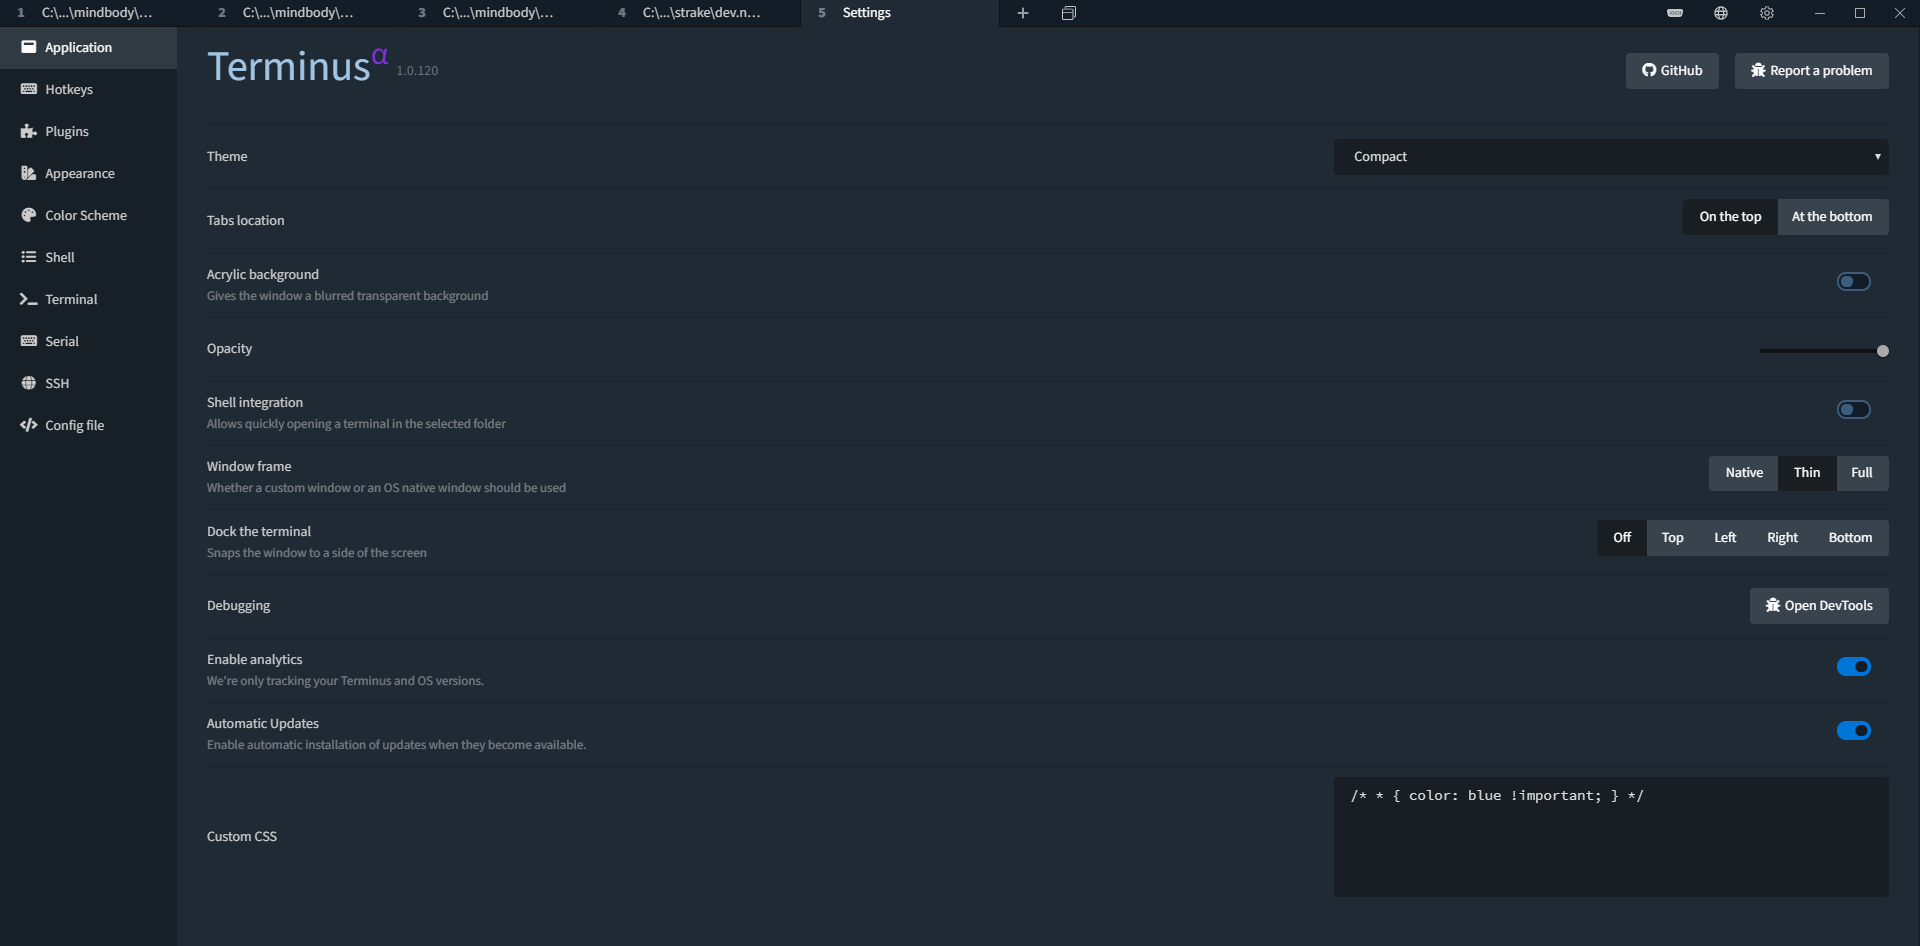 1 C:\...\mindbody\... 2 C:\...\mindbody\... 3 C:\...\mindbody\... 4 C:\...\strake\dev.n... 5 Settings
Application
Hotkeys
Plugins
Appearance
Color Scheme
Shell
Terminal
Serial
SSH
Config file
Terminusα 1.0.120
GitHub Report a problem
Theme Compact
Tabs location On the top At the bottom
Acrylic background
Gives the window a blurred transparent background
Opacity
Shell integration
Allows quickly opening a terminal in the selected folder
Window frame Native Thin Full
Whether a custom window or an OS native window should be used
Dock the terminal Off Top Left Right Bottom
Snaps the window to a side of the screen
Debugging Open DevTools
Enable analytics
We're only tracking your Terminus and OS versions.
Automatic Updates
Enable automatic installation of updates when they become available.
/* * { color: blue !important; } */
Custom CSS